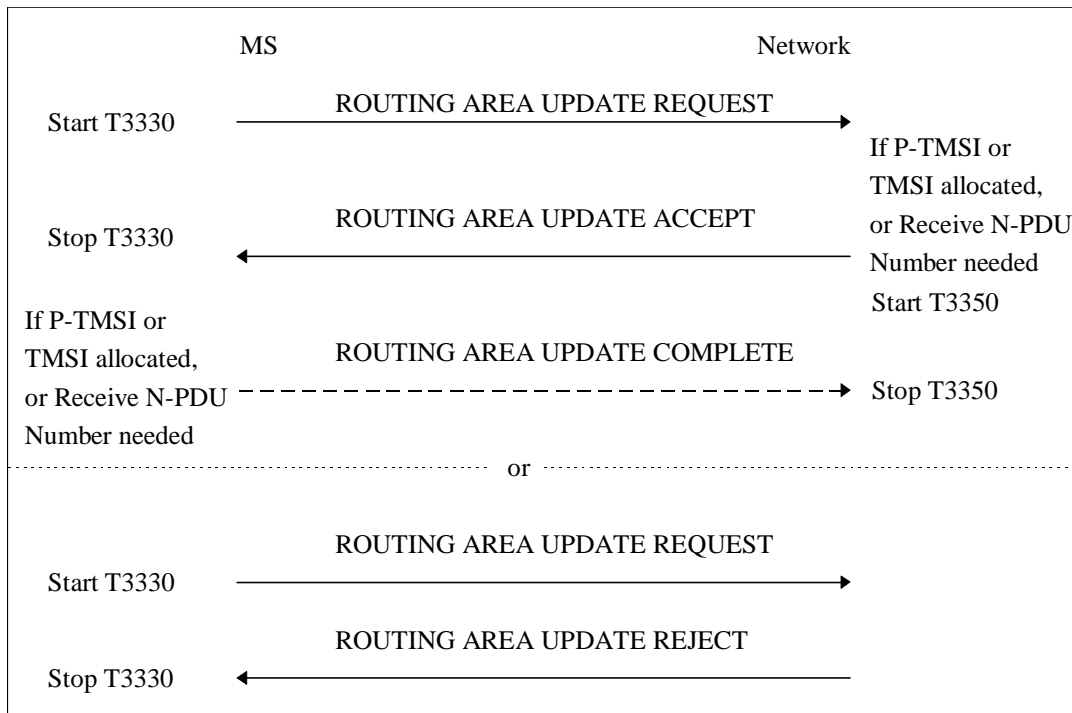 MS Network
ROUTING AREA UPDATE REQUEST
Start T3330
If P-TMSI or
TMSI allocated,
or Receive N-PDU
Number needed
Start T3350
ROUTING AREA UPDATE ACCEPT
Stop T3330
If P-TMSI or
TMSI allocated,
or Receive N-PDU
Number needed
ROUTING AREA UPDATE COMPLETE
Stop T3350
or
ROUTING AREA UPDATE REQUEST
Start T3330
ROUTING AREA UPDATE REJECT
Stop T3330